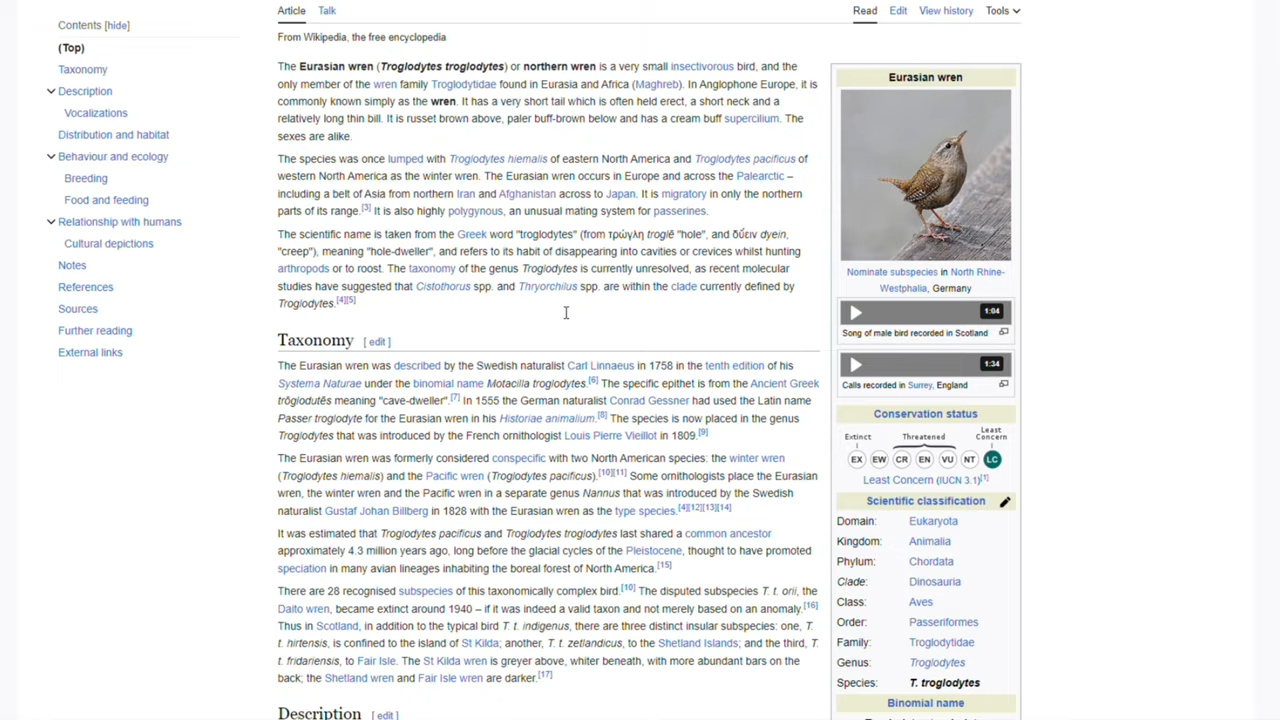 Contents [hide]
(Top)
Taxonomy
Description
Vocalizations
Distribution and habitat
Behaviour and ecology
Breeding
Food and feeding
Relationship with humans
Cultural depictions
Notes
References
Sources
Further reading
External links
Article Talk Read Edit View history Tools
From Wikipedia, the free encyclopedia
The Eurasian wren (Troglodytes troglodytes) or northern wren is a very small insectivorous bird, and the
only member of the wren family Troglodytidae found in Eurasia and Africa (Maghreb). In Anglophone Europe, it is
commonly known simply as the wren. It has a very short tail which is often held erect, a short neck and a
relatively long thin bill. It is russet brown above, paler buff-brown below and has a cream buff supercilium. The
sexes are alike.
The species was once lumped with Troglodytes hiemalis of eastern North America and Troglodytes pacificus of
western North America as the winter wren. The Eurasian wren occurs in Europe and across the Palearctic –
including a belt of Asia from northern Iran and Afghanistan across to Japan. It is migratory in only the northern
parts of its range.[3] It is also highly polygynous, an unusual mating system for passerines.
The scientific name is taken from the Greek word "troglodytes" (from τρώγλη troglē "hole", and δῡ́ειν dyein,
"creep"), meaning "hole-dweller", and refers to its habit of disappearing into cavities or crevices whilst hunting
arthropods or to roost. The taxonomy of the genus Troglodytes is currently unresolved, as recent molecular
studies have suggested that Cistothorus spp. and Thryorchilus spp. are within the clade currently defined by
Troglodytes.[4][5]
Taxonomy [ edit ]
The Eurasian wren was described by the Swedish naturalist Carl Linnaeus in 1758 in the tenth edition of his
Systema Naturae under the binomial name Motacilla troglodytes.[6] The specific epithet is from the Ancient Greek
trōglodutēs meaning "cave-dweller".[7] In 1555 the German naturalist Conrad Gessner had used the Latin name
Passer troglodyte for the Eurasian wren in his Historiae animalium.[8] The species is now placed in the genus
Troglodytes that was introduced by the French ornithologist Louis Pierre Vieillot in 1809.[9]
The Eurasian wren was formerly considered conspecific with two North American species: the winter wren
(Troglodytes hiemalis) and the Pacific wren (Troglodytes pacificus).[10][11] Some ornithologists place the Eurasian
wren, the winter wren and the Pacific wren in a separate genus Nannus that was introduced by the Swedish
naturalist Gustaf Johan Billberg in 1828 with the Eurasian wren as the type species.[4][12][13][14]
It was estimated that Troglodytes pacificus and Troglodytes troglodytes last shared a common ancestor
approximately 4.3 million years ago, long before the glacial cycles of the Pleistocene, thought to have promoted
speciation in many avian lineages inhabiting the boreal forest of North America.[15]
There are 28 recognised subspecies of this taxonomically complex bird.[10] The disputed subspecies T. t. orii, the
Daito wren, became extinct around 1940 – if it was indeed a valid taxon and not merely based on an anomaly.[16]
Thus in Scotland, in addition to the typical bird T. t. indigenus, there are three distinct insular subspecies: one, T.
t. hirtensis, is confined to the island of St Kilda; another, T. t. zetlandicus, to the Shetland Islands; and the third, T.
t. fridariensis, to Fair Isle. The St Kilda wren is greyer above, whiter beneath, with more abundant bars on the
back; the Shetland wren and Fair Isle wren are darker.[17]
Description [ edit ]
Eurasian wren
Nominate subspecies in North Rhine-
Westphalia, Germany
1:04
Song of male bird recorded in Scotland
1:34
Calls recorded in Surrey, England
Conservation status
Extinct Threatened Least
Concern
EX EW CR EN VU NT LC
Least Concern (IUCN 3.1)[1]
Scientific classification
Domain: Eukaryota
Kingdom: Animalia
Phylum: Chordata
Clade: Dinosauria
Class: Aves
Order: Passeriformes
Family: Troglodytidae
Genus: Troglodytes
Species: T. troglodytes
Binomial name